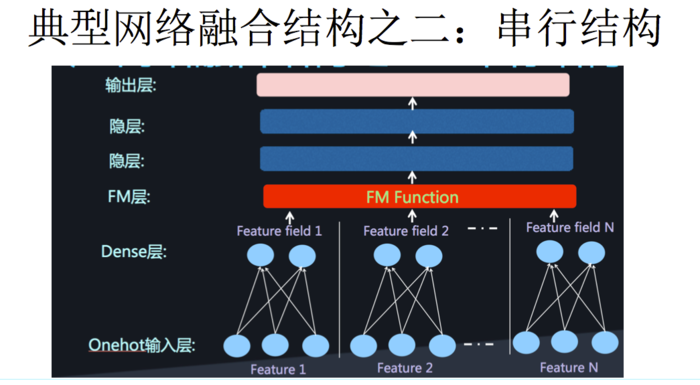 典型网络融合结构之二：串行结构
输出层:
隐层:
隐层:
FM层: FM Function
Feature field 1 Feature field 2 Feature field N
Dense层:
Onehot输入层:
Feature 1 Feature 2 Feature N